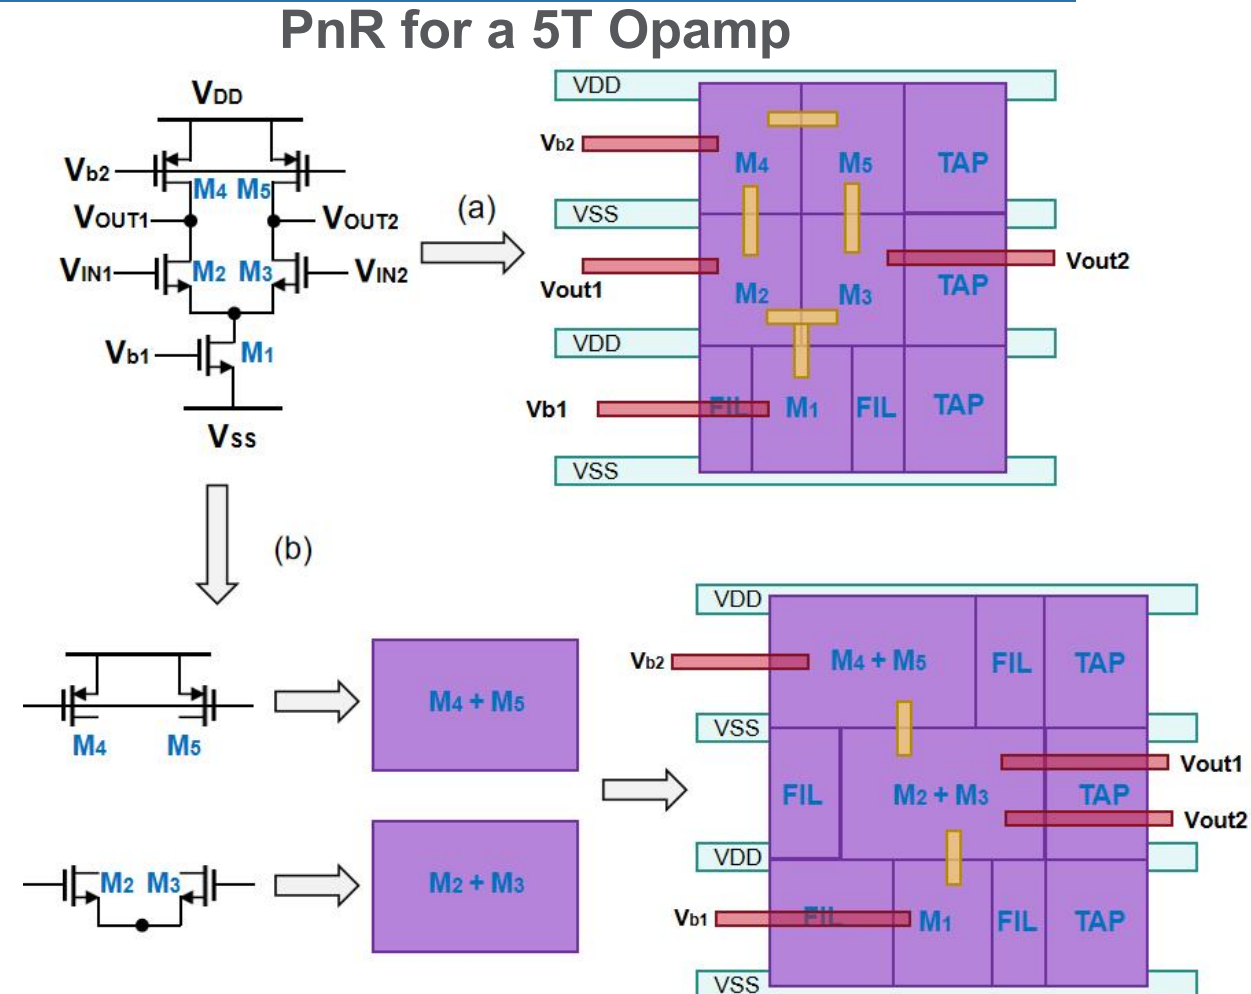 PnR for a 5T Opamp
VDD
Vb2
M4 M5
VOUT1
VOUT2
VIN1
M2 M3
VIN2
Vb1
M1
VSS
(a)
VDD
Vb2
M4
M5
TAP
VSS
Vout1
Vout2
M2
M3
TAP
VDD
Vb1
FIL
M1
FIL
TAP
VSS
(b)
M4
M5
M4 + M5
M2 M3
M2 + M3
VDD
Vb2
M4 + M5
FIL
TAP
VSS
Vout1
FIL
M2 + M3
TAP
Vout2
VDD
Vb1
FIL
M1
FIL
TAP
VSS